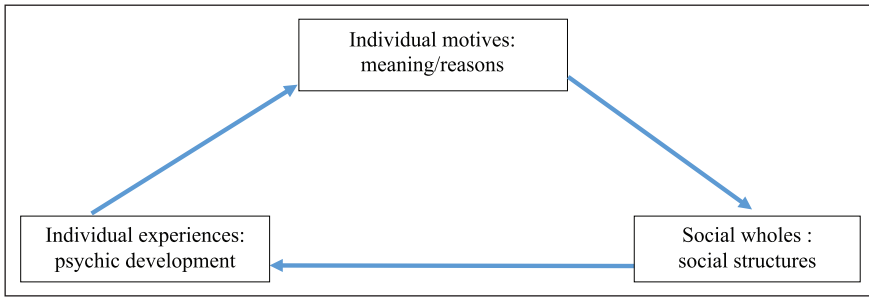 Individual motives:
meaning/reasons
Individual experiences:
psychic development
Social wholes :
social structures